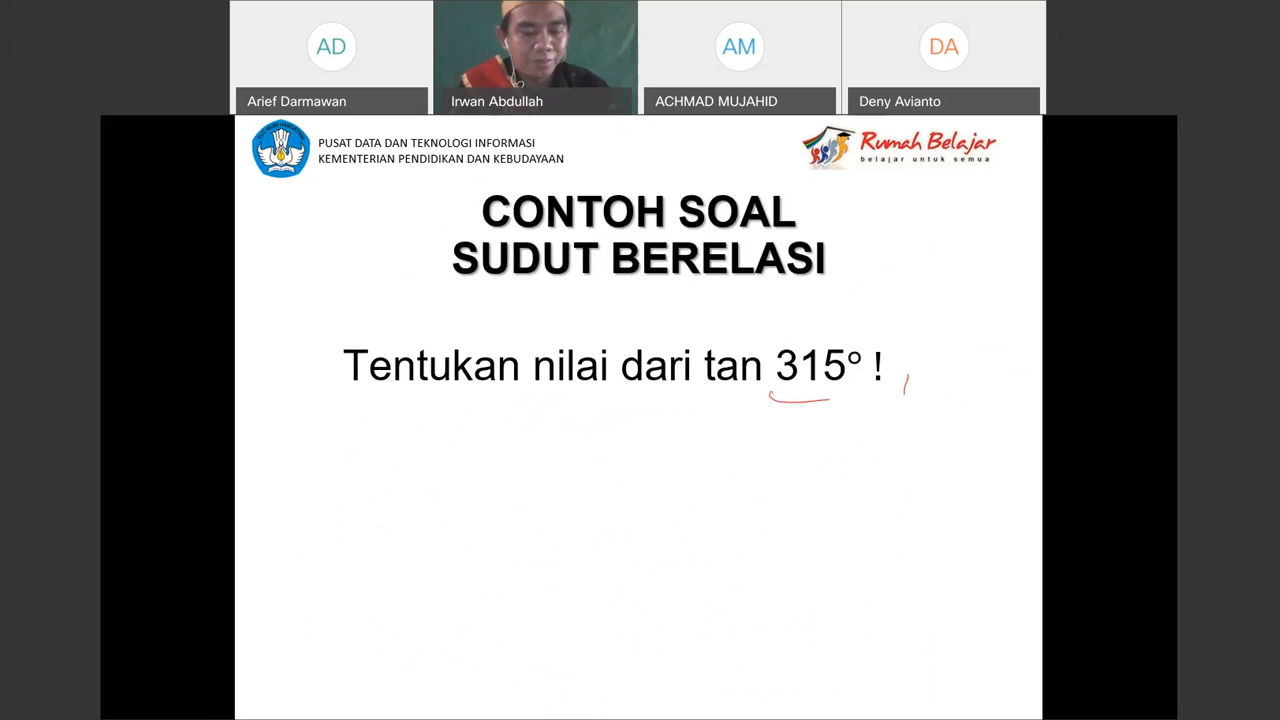 AD
AM
DA
Arief Darmawan
Irwan Abdullah
ACHMAD MUJAHID
Deny Avianto
PUSAT DATA DAN TEKNOLOGI INFORMASI
KEMENTERIAN PENDIDIKAN DAN KEBUDAYAAN
Rumah Belajar
belajar untuk semua
CONTOH SOAL
SUDUT BERELASI
Tentukan nilai dari tan 315° !